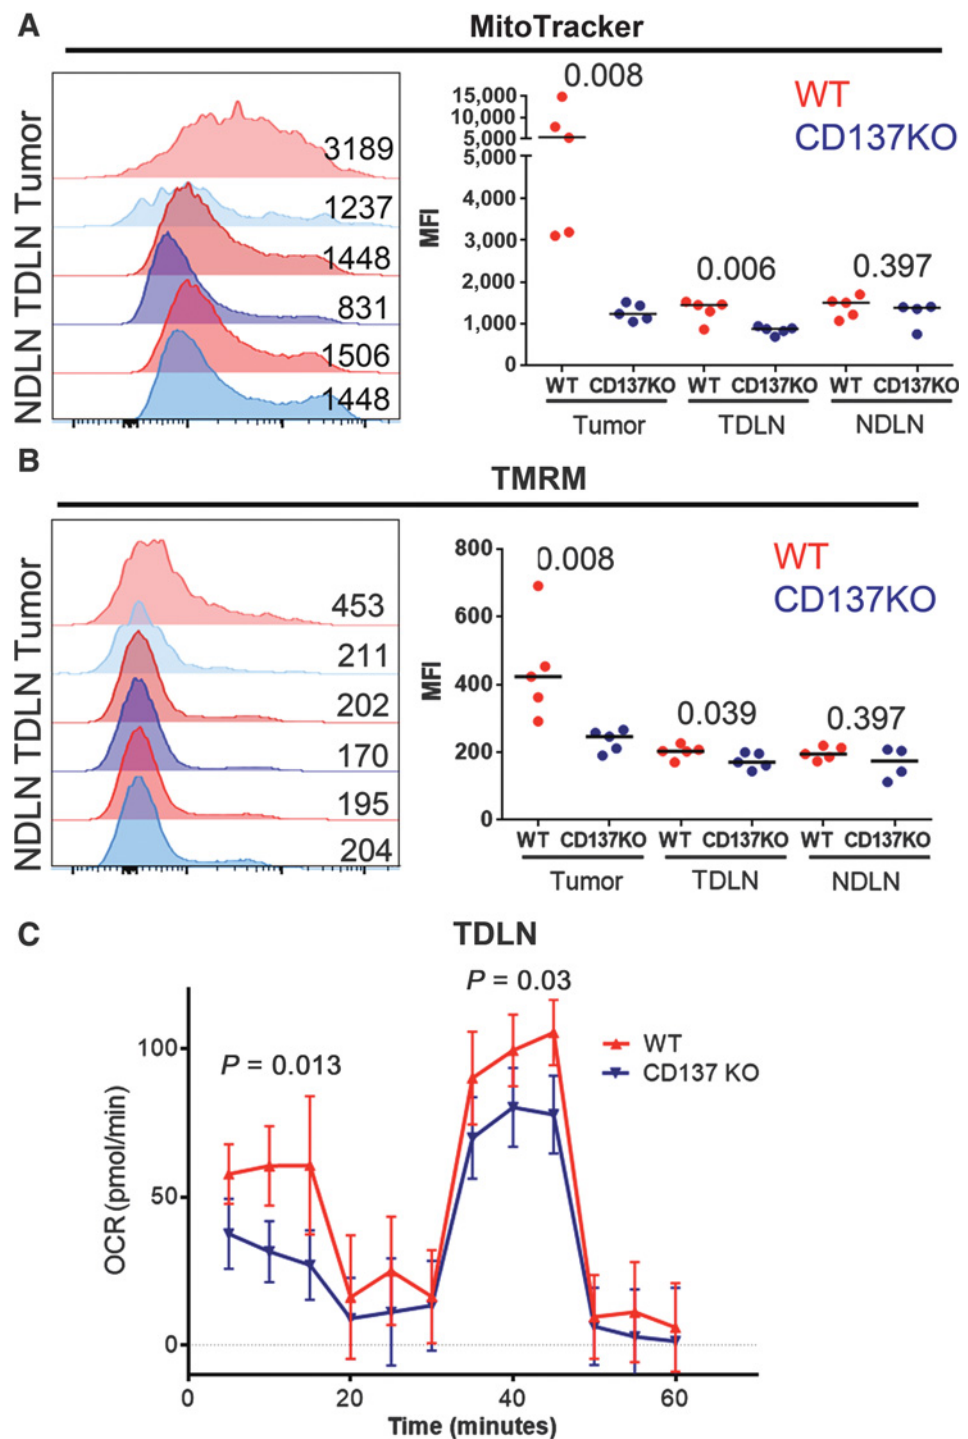 A
MitoTracker
NDLN TDLN Tumor
3189
1237
1448
831
1506
1448
MFI
15,000
10,000
5,000
5,000
4,000
3,000
2,000
1,000
0
0.008
0.006
0.397
WT
CD137KO
WT CD137KO WT CD137KO WT CD137KO
Tumor TDLN NDLN
B
TMRM
NDLN TDLN Tumor
453
211
202
170
195
204
MFI
800
600
400
200
0
0.008
0.039
0.397
WT
CD137KO
WT CD137KO WT CD137KO WT CD137KO
Tumor TDLN NDLN
C
TDLN
P = 0.03
P = 0.013
WT
CD137 KO
OCR (pmol/min)
100
50
0
0 20 40 60
Time (minutes)